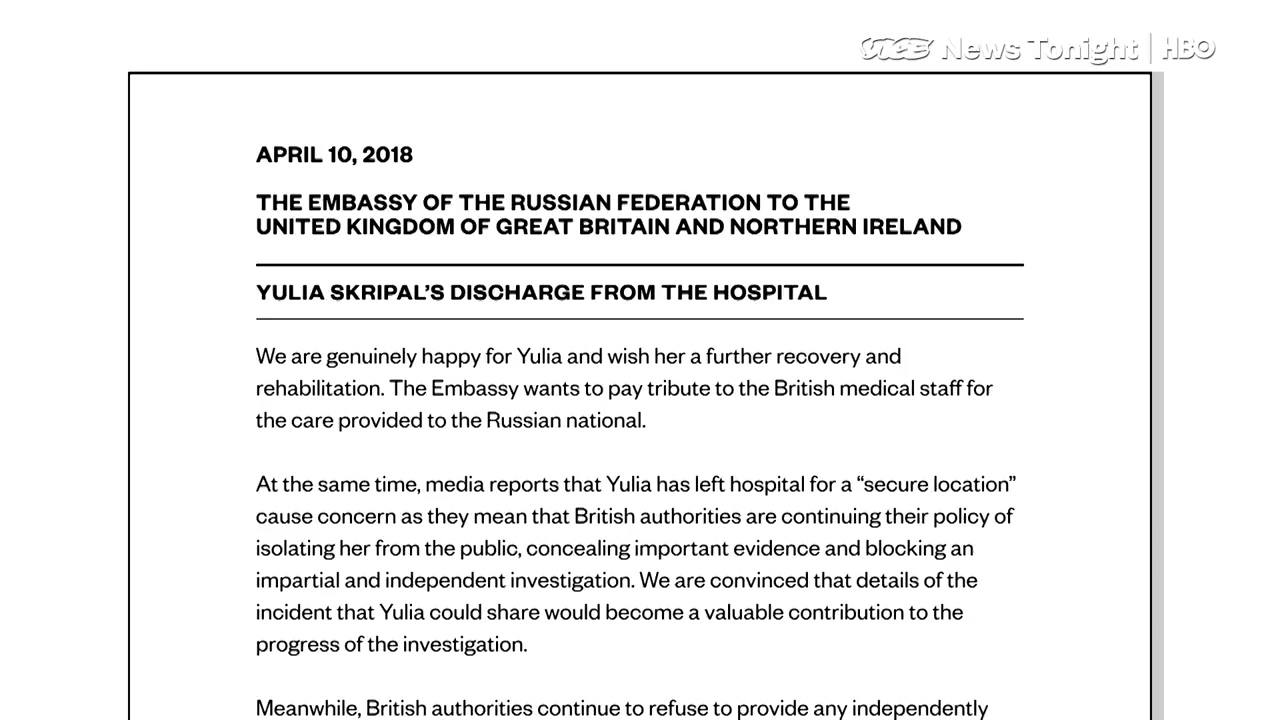 VICE News Tonight | HBO
APRIL 10, 2018
THE EMBASSY OF THE RUSSIAN FEDERATION TO THE
UNITED KINGDOM OF GREAT BRITAIN AND NORTHERN IRELAND
YULIA SKRIPAL’S DISCHARGE FROM THE HOSPITAL
We are genuinely happy for Yulia and wish her a further recovery and
rehabilitation. The Embassy wants to pay tribute to the British medical staff for
the care provided to the Russian national.
At the same time, media reports that Yulia has left hospital for a “secure location”
cause concern as they mean that British authorities are continuing their policy of
isolating her from the public, concealing important evidence and blocking an
impartial and independent investigation. We are convinced that details of the
incident that Yulia could share would become a valuable contribution to the
progress of the investigation.
Meanwhile, British authorities continue to refuse to provide any independently